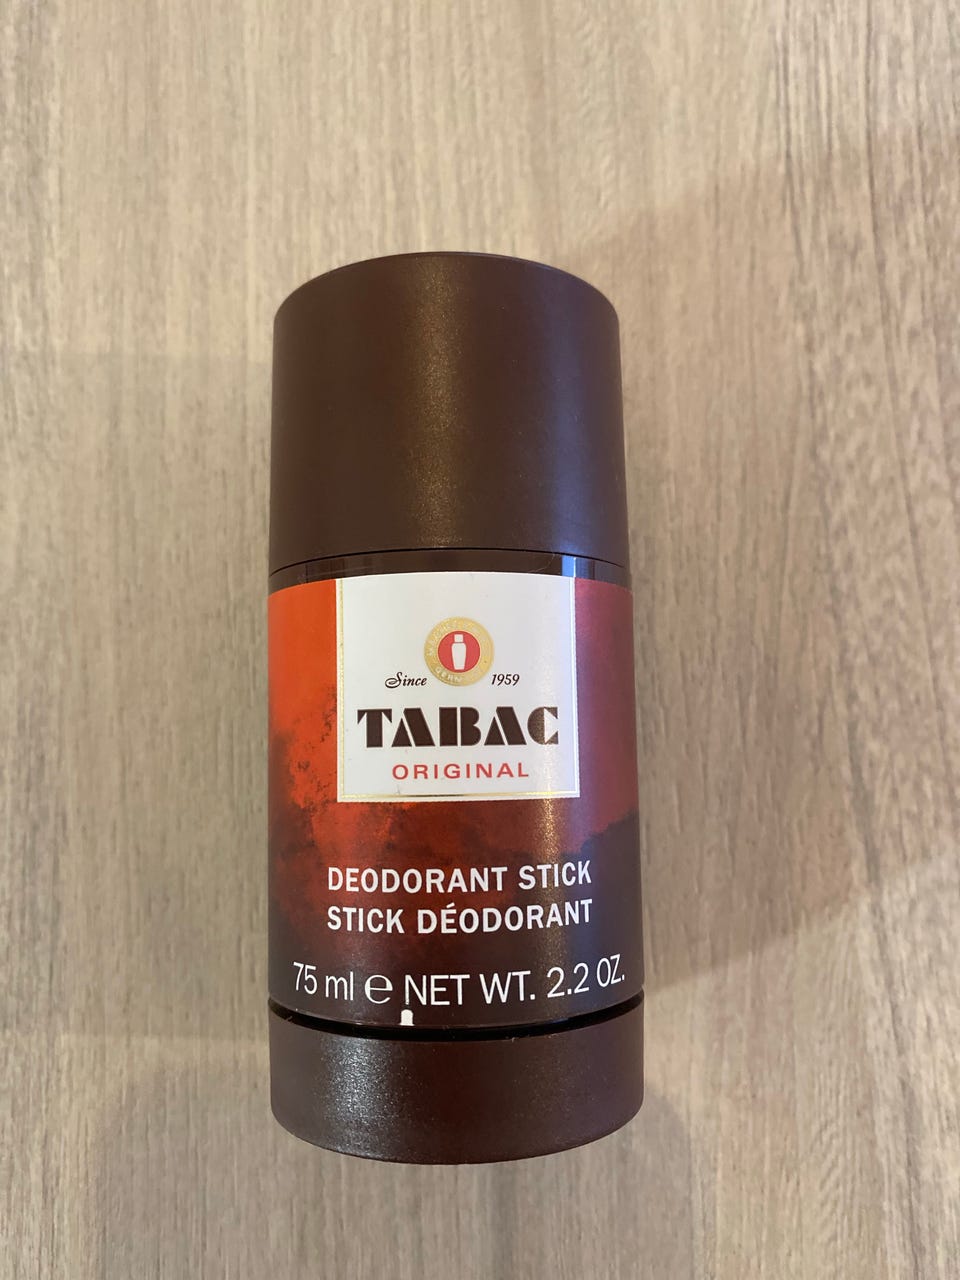 Since 1959
TABAC
ORIGINAL
DEODORANT STICK
STICK DÉODORANT
75 ml ℮ NET WT. 2.2 OZ.